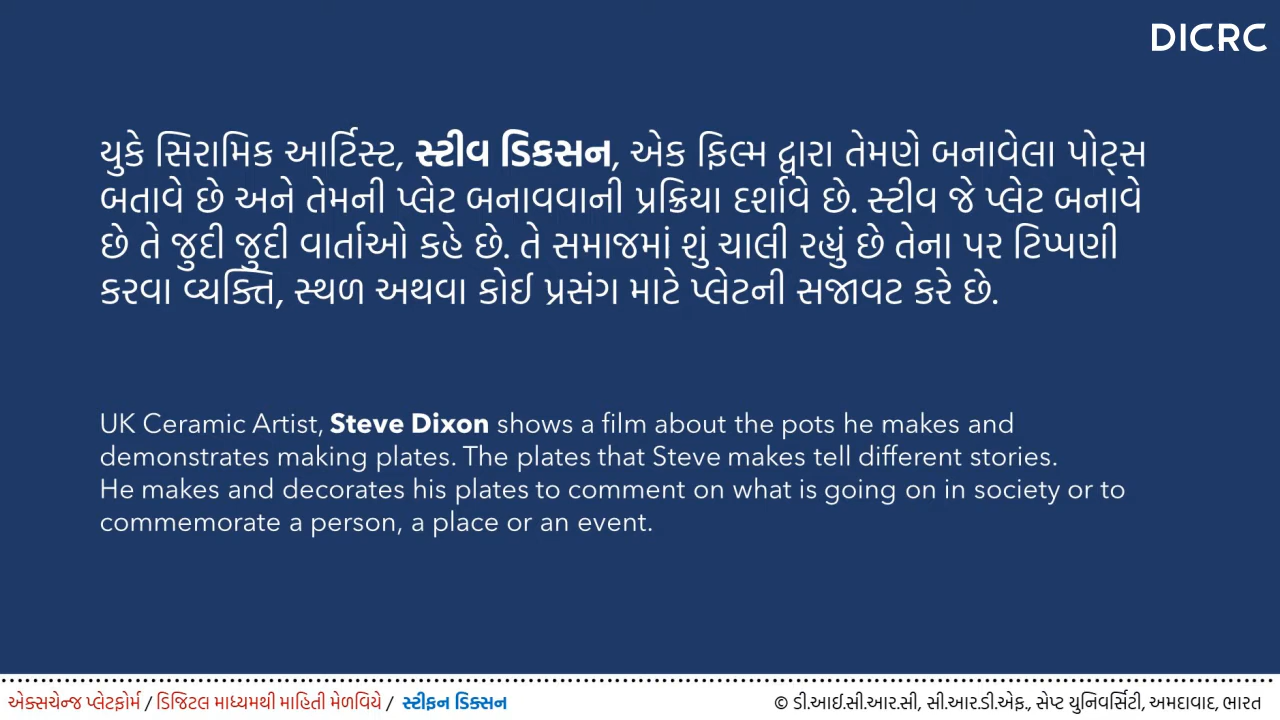 DICRC
યુકે સિરામિક આર્ટિસ્ટ, સ્ટીવ ડિકસન, એક ફિલ્મ દ્વારા તેમણે બનાવેલા પોટ્સ
બતાવે છે અને તેમની પ્લેટ બનાવવાની પ્રક્રિયા દર્શાવે છે. સ્ટીવ જે પ્લેટ બનાવે
છે તે જુદી જુદી વાર્તાઓ કહે છે. તે સમાજમાં શું ચાલી રહ્યું છે તેના પર ટિપ્પણી
કરવા વ્યક્તિ, સ્થળ અથવા કોઈ પ્રસંગ માટે પ્લેટની સજાવટ કરે છે.
UK Ceramic Artist, Steve Dixon shows a film about the pots he makes and
demonstrates making plates. The plates that Steve makes tell different stories.
He makes and decorates his plates to comment on what is going on in society or to
commemorate a person, a place or an event.
એક્સચેન્જ પ્લેટફોર્મ / ડિજિટલ માધ્યમથી માહિતી મેળવિયે / સ્ટીફન ડિક્સન
© ડી.આઈ.સી.આર.સી, સી.આર.ડી.એફ., સેપ્ટ યુનિવર્સિટી, અમદાવાદ, ભારત